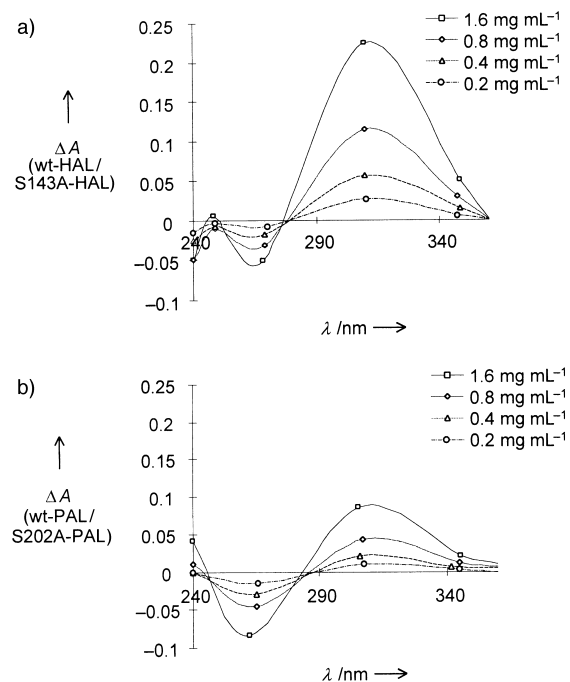 a)
0.25
0.2
0.15
0.1
0.05
0
−0.05
−0.1
240
290
340
1.6 mg mL⁻¹
0.8 mg mL⁻¹
0.4 mg mL⁻¹
0.2 mg mL⁻¹
ΔA
(wt-HAL/
S143A-HAL)
λ /nm
b)
0.25
0.2
0.15
0.1
0.05
0
−0.05
−0.1
240
290
340
1.6 mg mL⁻¹
0.8 mg mL⁻¹
0.4 mg mL⁻¹
0.2 mg mL⁻¹
ΔA
(wt-PAL/
S202A-PAL)
λ /nm